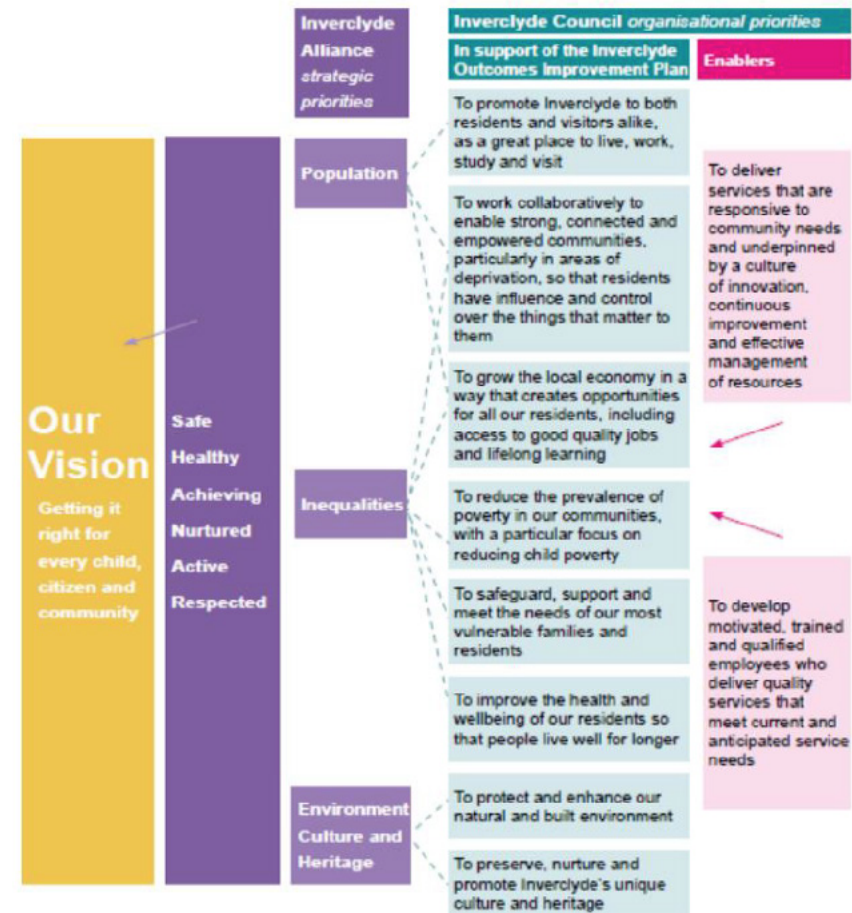 Inverclyde
Alliance
strategic
priorities
Inverclyde Council organisational priorities
In support of the Inverclyde
Outcomes Improvement Plan
Enablers
Our
Vision
Getting it
right for
every child,
citizen and
community
Safe
Healthy
Achieving
Nurtured
Active
Respected
Population
Inequalities
Environment
Culture and
Heritage
To promote Inverclyde to both
residents and visitors alike,
as a great place to live, work,
study and visit
To work collaboratively to
enable strong, connected and
empowered communities,
particularly in areas of
deprivation, so that residents
have influence and control
over the things that matter to
them
To grow the local economy in a
way that creates opportunities
for all our residents, including
access to good quality jobs
and lifelong learning
To reduce the prevalence of
poverty in our communities,
with a particular focus on
reducing child poverty
To safeguard, support and
meet the needs of our most
vulnerable families and
residents
To improve the health and
wellbeing of our residents so
that people live well for longer
To protect and enhance our
natural and built environment
To preserve, nurture and
promote Inverclyde's unique
culture and heritage
To deliver
services that are
responsive to
community needs
and underpinned
by a culture
of innovation,
continuous
improvement
and effective
management
of resources
To develop
motivated, trained
and qualified
employees who
deliver quality
services that
meet current and
anticipated service
needs